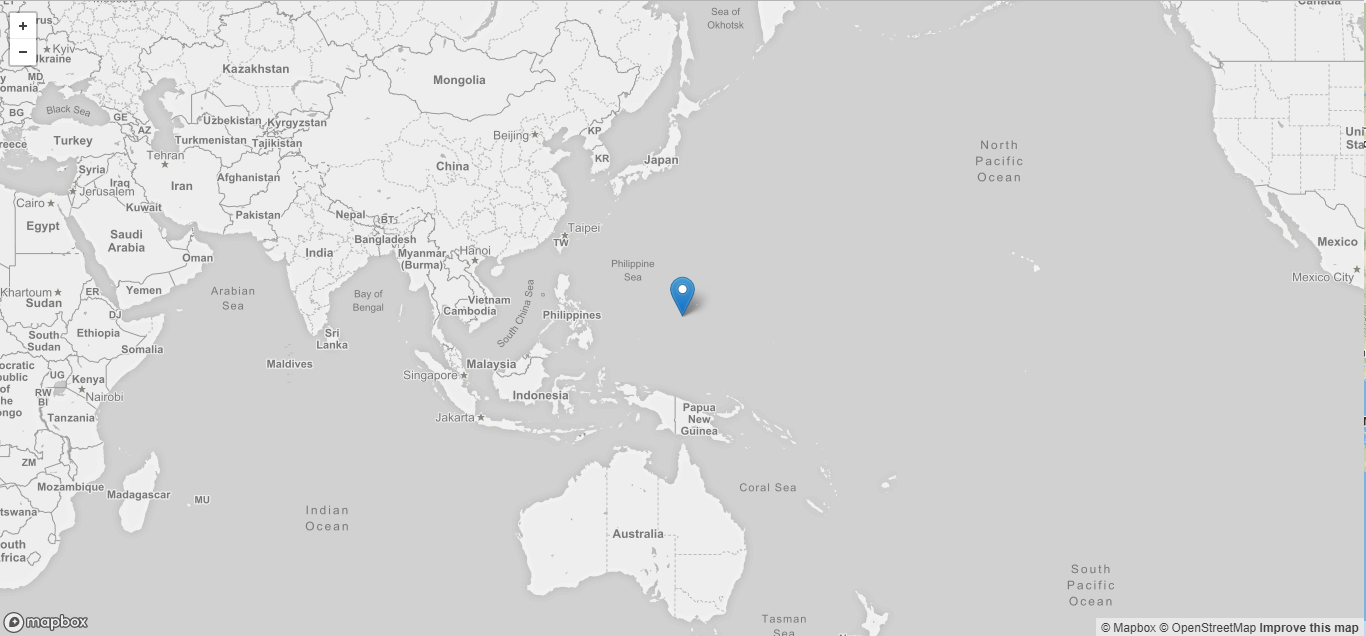 Moscow
Canada
Sea of
Okhotsk
+
−
Kyiv
Ukraine
Kazakhstan
Mongolia
MD
omania
Black Sea
BG
GE
AZ
Uzbekistan
Kyrgyzstan
Beijing
KP
Uni
Sta
reece
Turkey
Turkmenistan
Tajikistan
Tehran
China
KR
Japan
North
Pacific
Ocean
Syria
Iraq
Iran
Afghanistan
Jerusalem
Cairo
Kuwait
Pakistan
Nepal
BT
Egypt
Saudi
Arabia
Oman
India
Bangladesh
Myanmar
(Burma)
Hanoi
Taipei
TW
Mexico
Mexico City
Philippine
Sea
Khartoum
Sudan
ER
Yemen
Arabian
Sea
Bay of
Bengal
Vietnam
Cambodia
South China Sea
Philippines
DJ
Ethiopia
South
Sudan
Somalia
Sri
Lanka
Maldives
Malaysia
Singapore
ocratic
public
of
he
ongo
UG
Kenya
RW
BI
Nairobi
Indonesia
Tanzania
Jakarta
Papua
New
Guinea
ZM
Mozambique
Madagascar
MU
Coral Sea
tswana
Indian
Ocean
Australia
outh
frica
South
Pacific
Ocean
Tasman
Sea
mapbox
© Mapbox © OpenStreetMap Improve this map